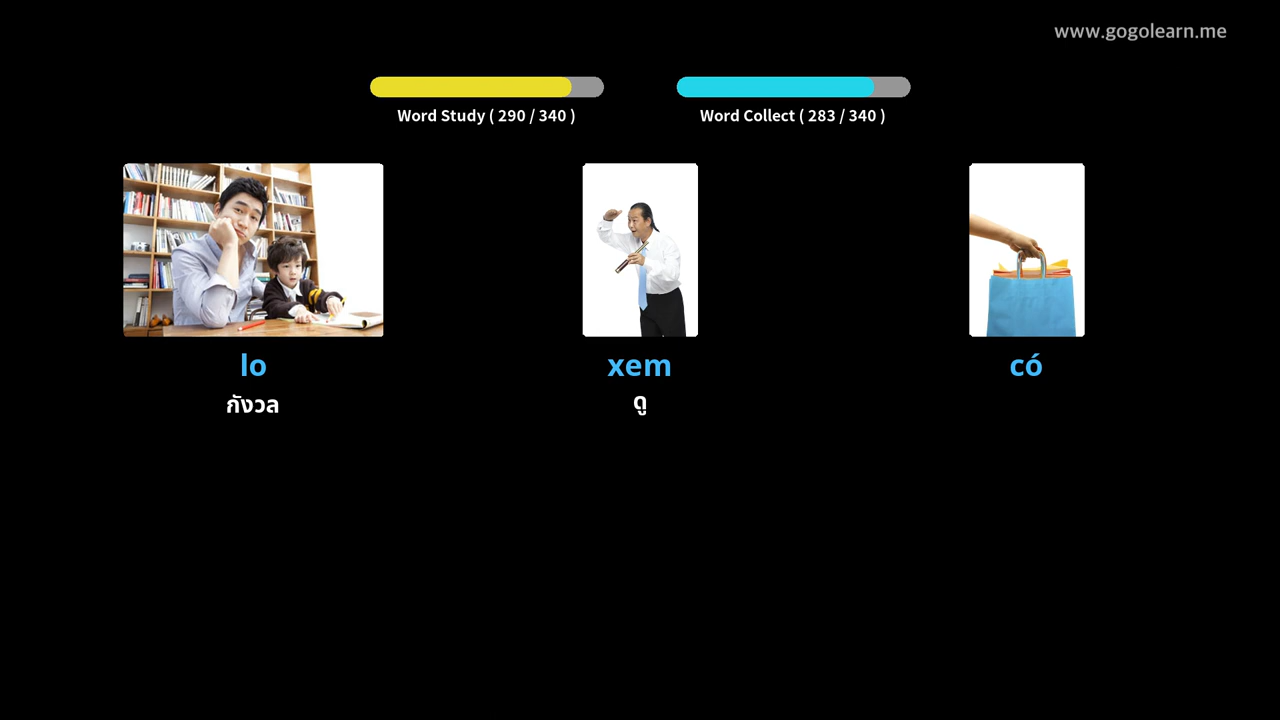 www.gogolearn.me
Word Study ( 290 / 340 )
Word Collect ( 283 / 340 )
lo
xem
có
กังวล
ดู